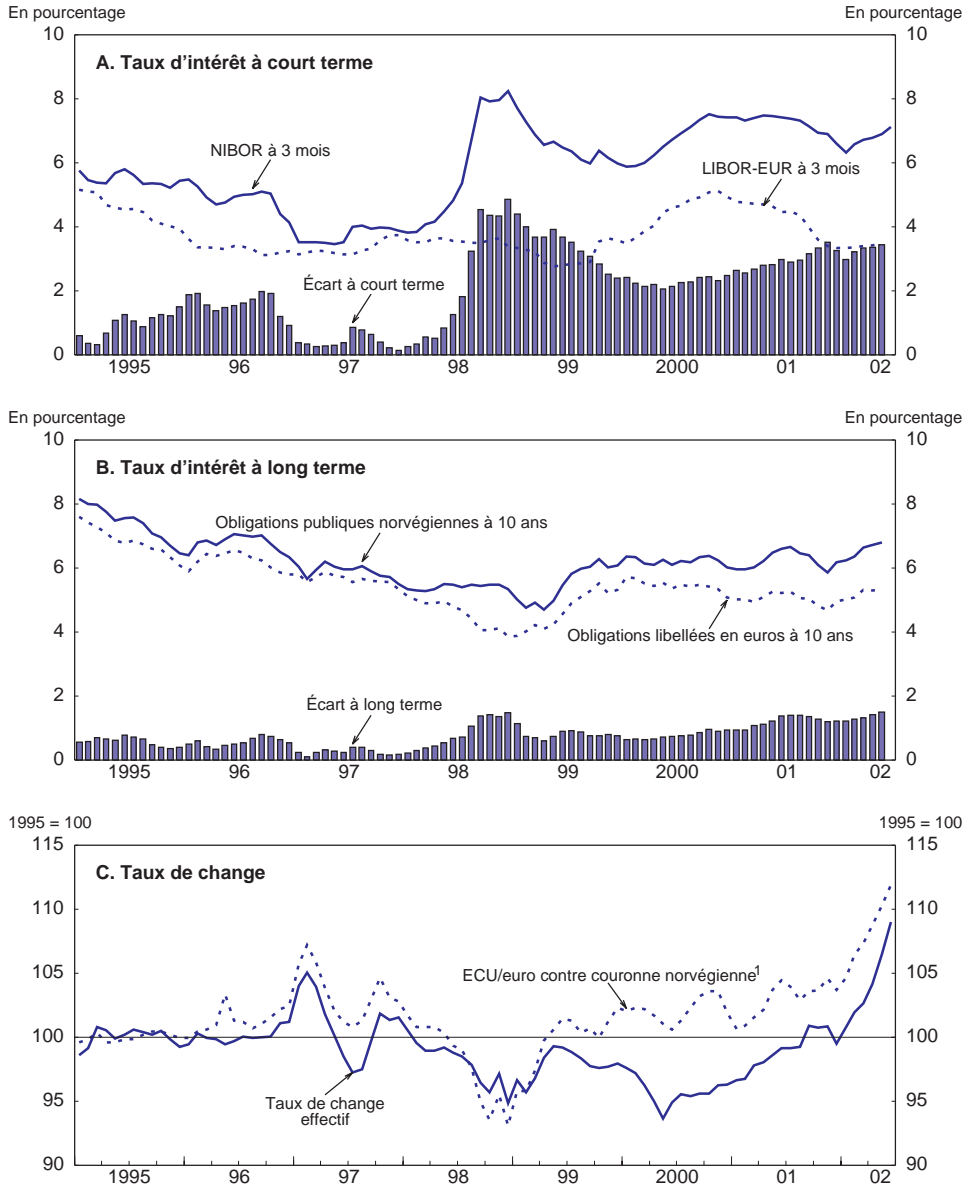 En pourcentage En pourcentage
10 10
A. Taux d'intérêt à court terme
8 8
NIBOR à 3 mois
LIBOR-EUR à 3 mois
6 6
4 4
Écart à court terme
2 2
0 0
1995 96 97 98 99 2000 01 02
En pourcentage En pourcentage
10 10
B. Taux d'intérêt à long terme
8 8
Obligations publiques norvégiennes à 10 ans
6 6
Obligations libellées en euros à 10 ans
4 4
2 2
Écart à long terme
0 0
1995 96 97 98 99 2000 01 02
1995 = 100 1995 = 100
115 115
C. Taux de change
110 110
105 105
ECU/euro contre couronne norvégienne¹
100 100
95 95
Taux de change
effectif
90 90
1995 96 97 98 99 2000 01 02